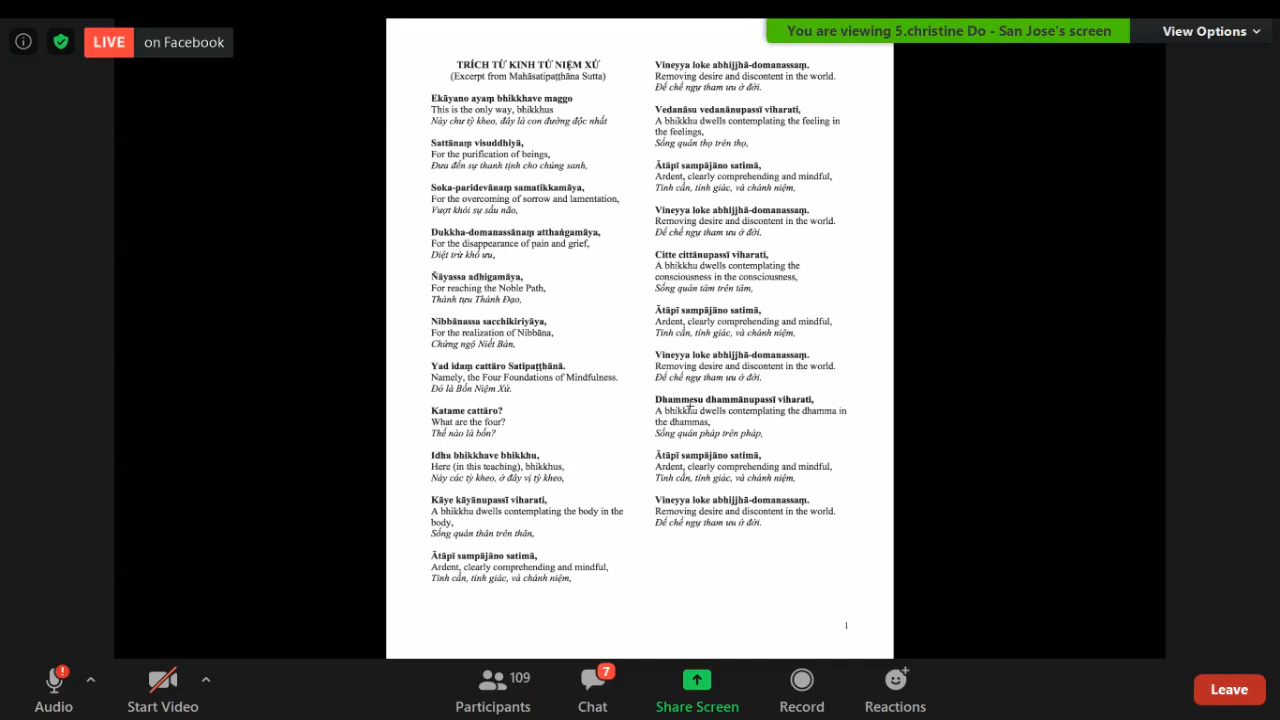 LIVE on Facebook
You are viewing 5.christine Do - San Jose's screen
View Options
TRÍCH TỪ KINH TỨ NIỆM XỨ
(Excerpt from Mahāsatipaṭṭhāna Sutta)
Ekāyano ayaṃ bhikkhave maggo
This is the only way, bhikkhus
Này chư tỳ kheo, đây là con đường độc nhất
Sattānaṃ visuddhiyā,
For the purification of beings,
Đưa đến sự thanh tịnh cho chúng sanh,
Soka-paridevānaṃ samatikkamāya,
For the overcoming of sorrow and lamentation,
Vượt khỏi sự sầu não,
Dukkha-domanassānaṃ atthaṅgamāya,
For the disappearance of pain and grief,
Diệt trừ khổ ưu,
Ñāyassa adhigamāya,
For reaching the Noble Path,
Thành tựu Thánh Đạo,
Nibbānassa sacchikiriyāya,
For the realization of Nibbāna,
Chứng ngộ Niết Bàn,
Yad idaṃ cattāro Satipaṭṭhānā.
Namely, the Four Foundations of Mindfulness.
Đó là Bốn Niệm Xứ.
Katame cattāro?
What are the four?
Thế nào là bốn?
Idha bhikkhave bhikkhu,
Here (in this teaching), bhikkhus,
Này các tỳ kheo, ở đây vị tỳ kheo,
Kāye kāyānupassī viharati,
A bhikkhu dwells contemplating the body in the
body,
Sống quán thân trên thân,
Ātāpī sampājāno satimā,
Ardent, clearly comprehending and mindful,
Tinh cần, tỉnh giác, và chánh niệm,
Vineyya loke abhijjhā-domanassaṃ.
Removing desire and discontent in the world.
Để chế ngự tham ưu ở đời.
Vedanāsu vedanānupassī viharati,
A bhikkhu dwells contemplating the feeling in
the feelings,
Sống quán thọ trên thọ,
Ātāpī sampājāno satimā,
Ardent, clearly comprehending and mindful,
Tinh cần, tỉnh giác, và chánh niệm,
Vineyya loke abhijjhā-domanassaṃ.
Removing desire and discontent in the world.
Để chế ngự tham ưu ở đời.
Citte cittānupassī viharati,
A bhikkhu dwells contemplating the
consciousness in the consciousness,
Sống quán tâm trên tâm,
Ātāpī sampājāno satimā,
Ardent, clearly comprehending and mindful,
Tinh cần, tỉnh giác, và chánh niệm,
Vineyya loke abhijjhā-domanassaṃ.
Removing desire and discontent in the world.
Để chế ngự tham ưu ở đời.
Dhammesu dhammānupassī viharati,
A bhikkhu dwells contemplating the dhamma in
the dhammas,
Sống quán pháp trên pháp,
Ātāpī sampājāno satimā,
Ardent, clearly comprehending and mindful,
Tinh cần, tỉnh giác, và chánh niệm,
Vineyya loke abhijjhā-domanassaṃ.
Removing desire and discontent in the world.
Để chế ngự tham ưu ở đời.
1
Audio
Start Video
Participants 109
Chat 7
Share Screen
Record
Reactions
Leave